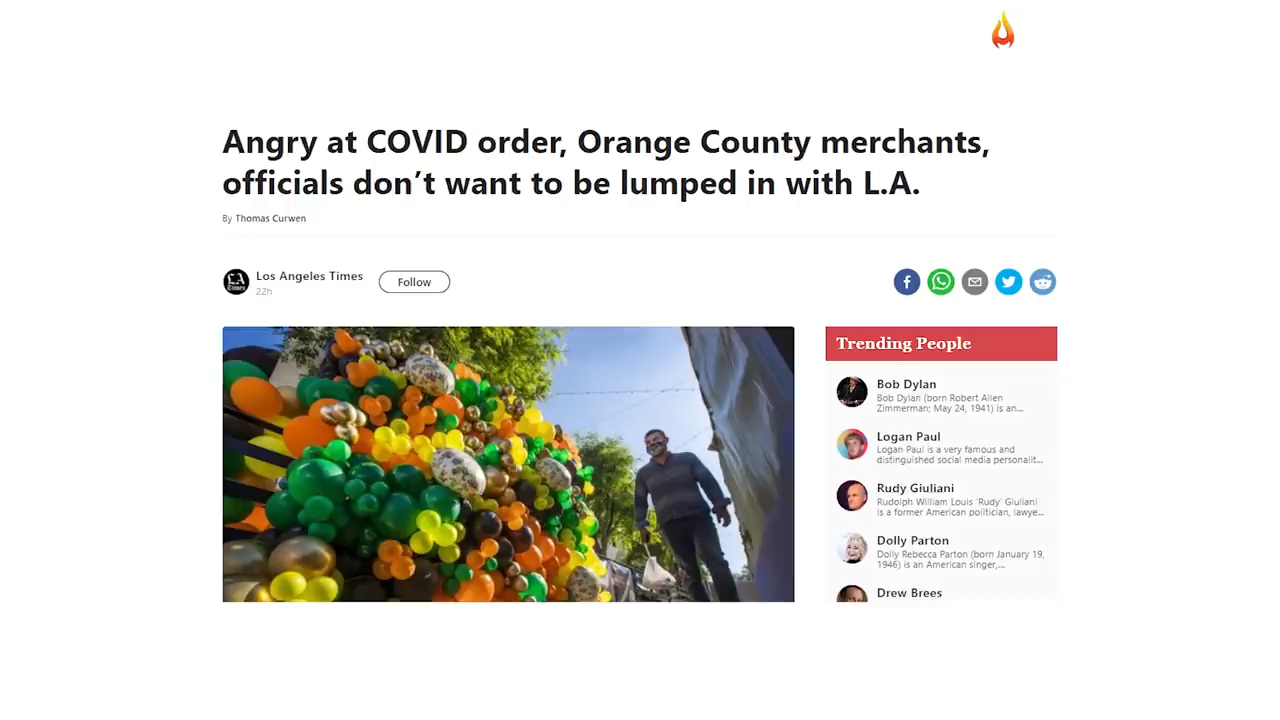 Angry at COVID order, Orange County merchants,
officials don’t want to be lumped in with L.A.
By Thomas Curwen
LA
Times
Los Angeles Times
22h
Follow
Trending People
Bob Dylan
Bob Dylan (born Robert Allen
Zimmerman; May 24, 1941) is an...
Logan Paul
Logan Paul is a very famous and
distinguished social media personalit...
Rudy Giuliani
Rudolph William Louis 'Rudy' Giuliani
is a former American politician, lawye...
Dolly Parton
Dolly Rebecca Parton (born January 19,
1946) is an American singer,...
Drew Brees